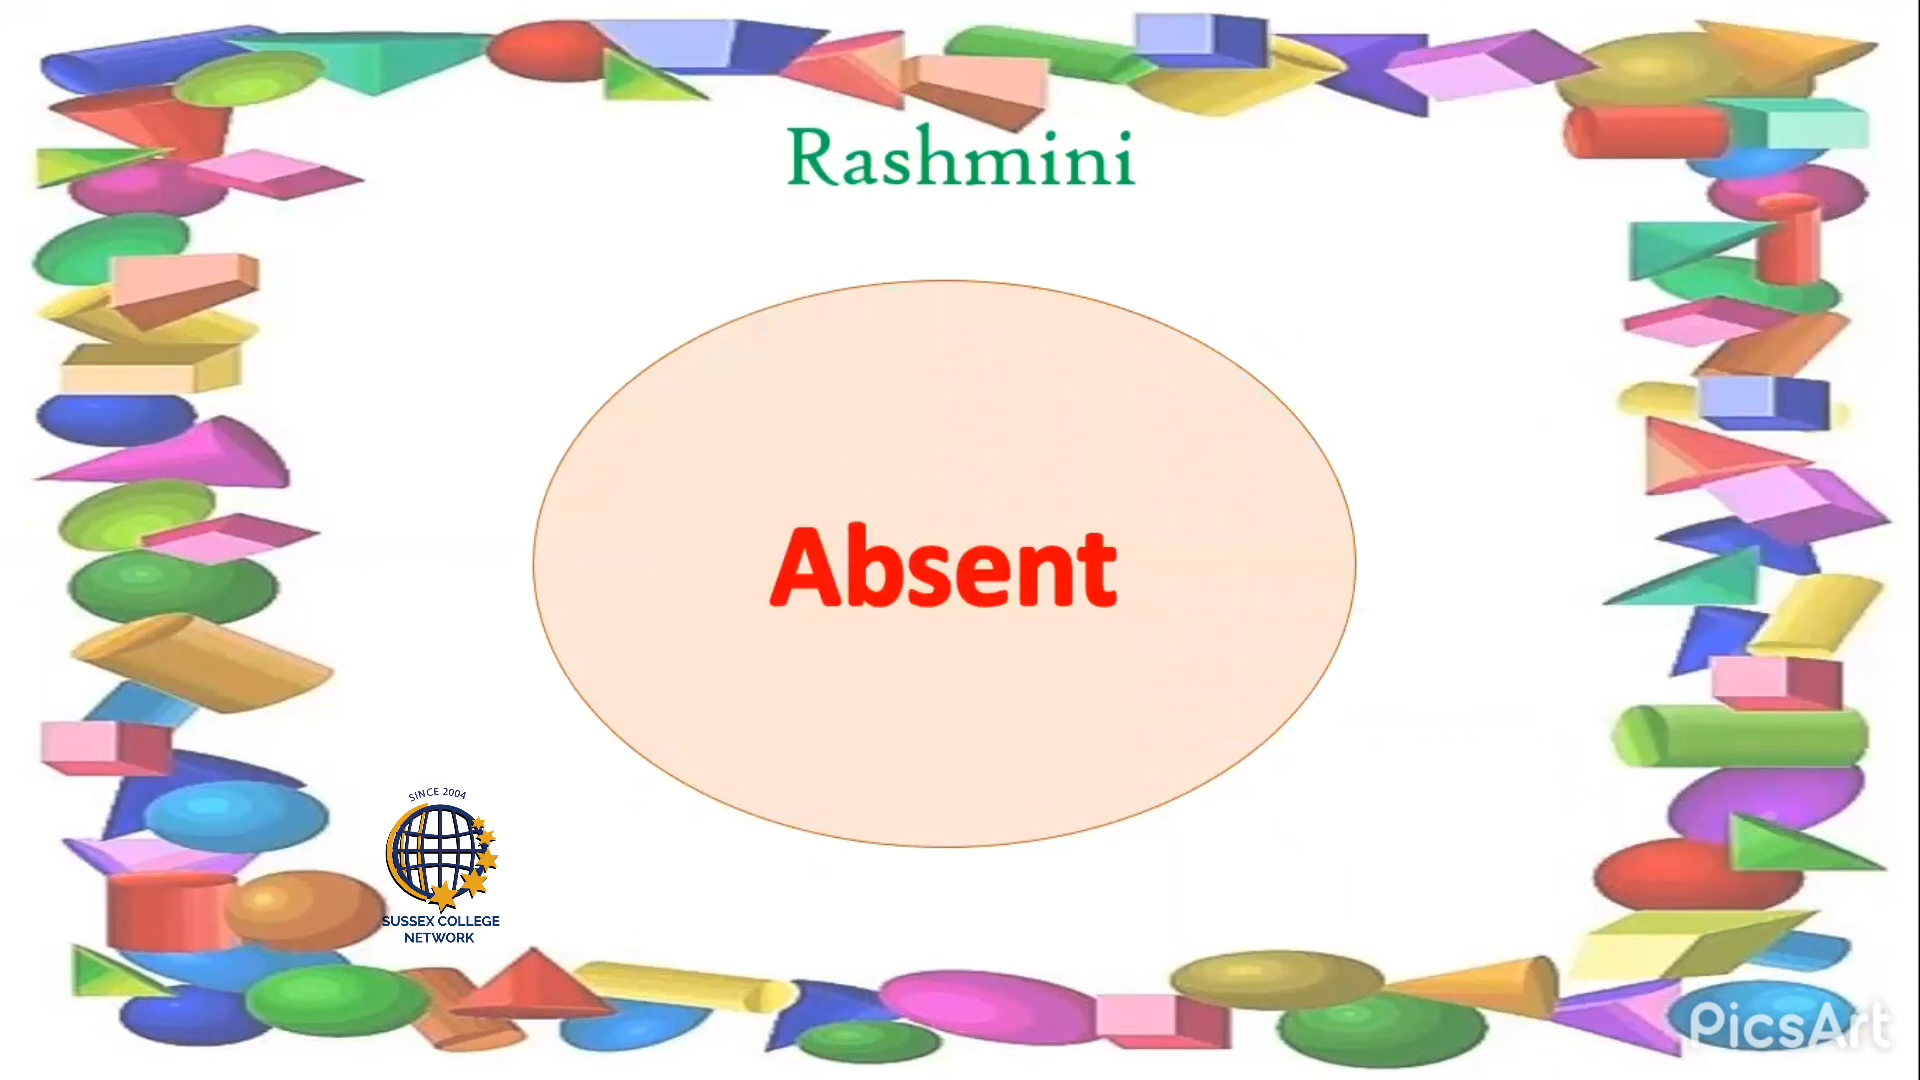 Rashmini
Absent
SINCE 2004
SUSSEX COLLEGE
NETWORK
PicsArt